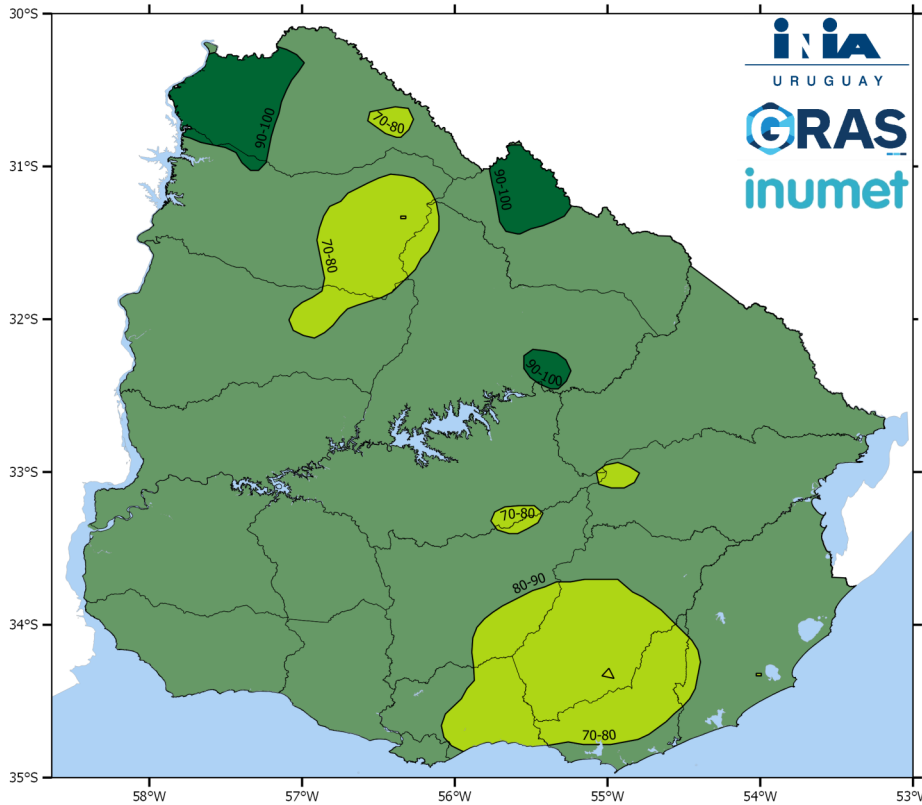 30°S
31°S
32°S
33°S
34°S
35°S
58°W
57°W
56°W
55°W
54°W
53°W
INIA
URUGUAY
GRAS
inumet
90-100
70-80
90-100
70-80
90-100
70-80
80-90
70-80